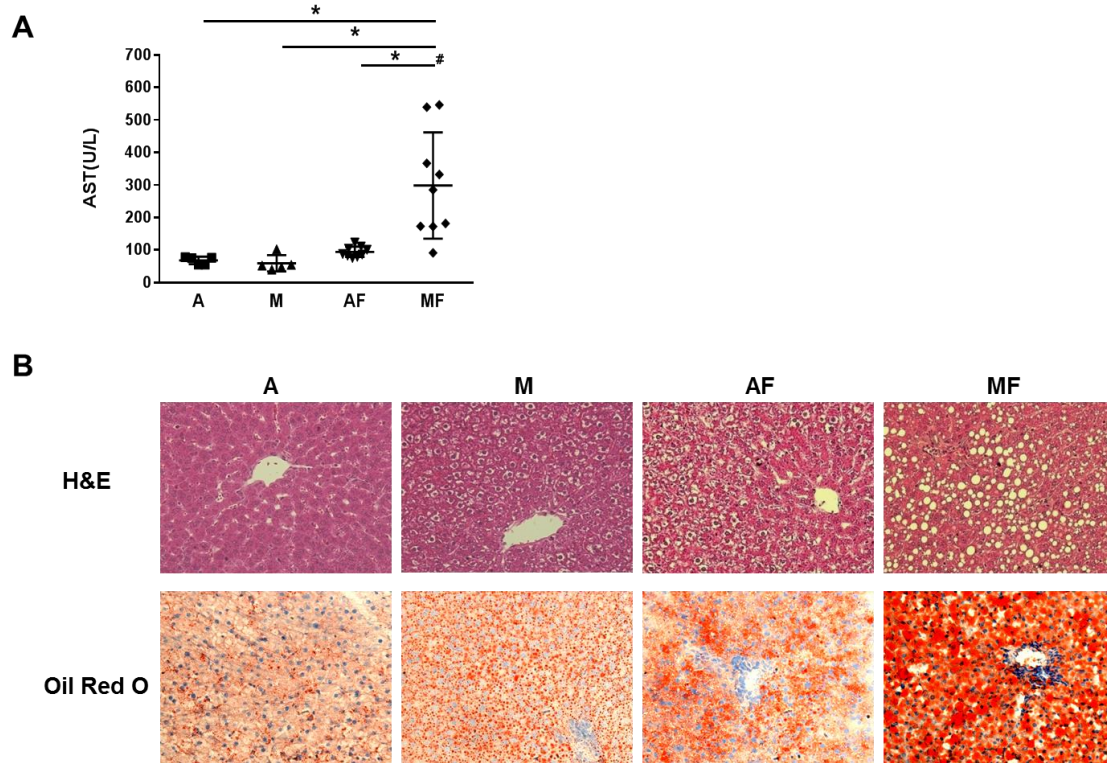 A
*
*
*
#
700
600
500
400
300
200
100
0
AST(U/L)
A M AF MF
B
A M AF MF
H&E
Oil Red O